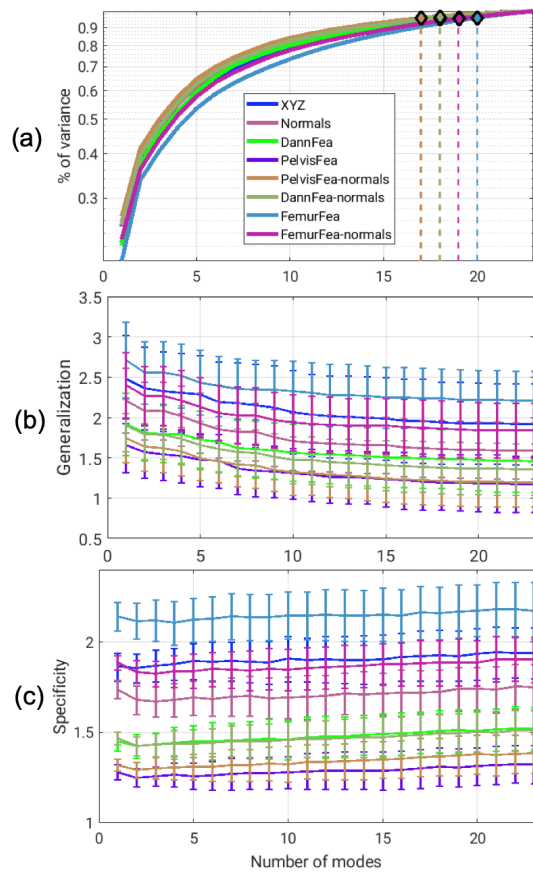 (a)
% of variance
0.9
0.8
0.7
0.6
0.5
0.4
0.3
XYZ
Normals
DannFea
PelvisFea
PelvisFea-normals
DannFea-normals
FemurFea
FemurFea-normals
0 5 10 15 20
(b)
Generalization
3.5
3
2.5
2
1.5
1
0.5
0 5 10 15 20
(c)
Specificity
2
1.5
1
0 5 10 15 20
Number of modes